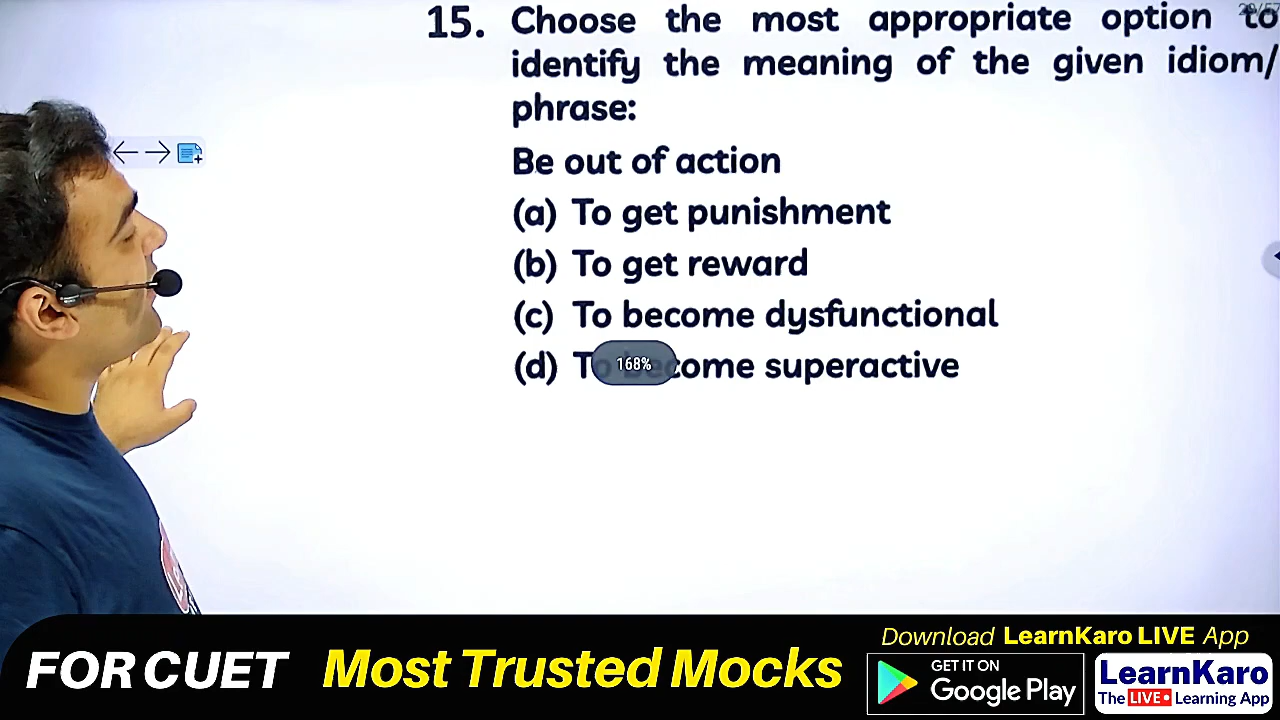 15. Choose the most appropriate option to
identify the meaning of the given idiom/
phrase:
Be out of action
(a) To get punishment
(b) To get reward
(c) To become dysfunctional
(d) To become superactive
168%
FOR CUET Most Trusted Mocks
Download LearnKaro LIVE App
GET IT ON
Google Play
LearnKaro
The LIVE Learning App